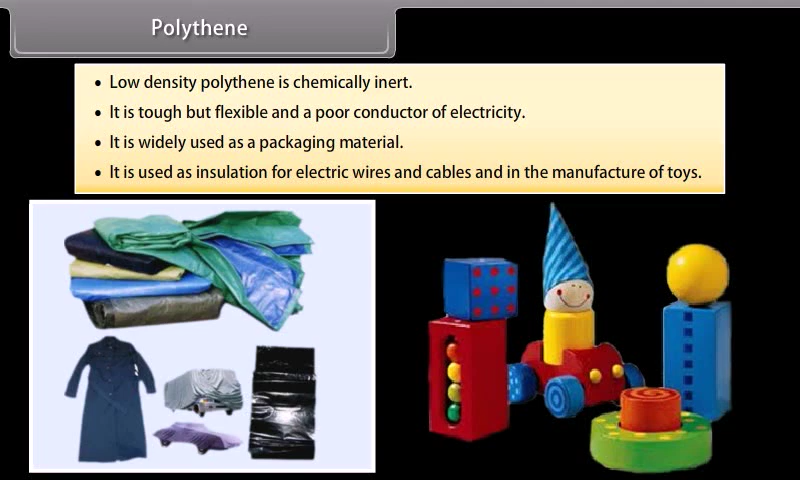 Polythene
• Low density polythene is chemically inert.
• It is tough but flexible and a poor conductor of electricity.
• It is widely used as a packaging material.
• It is used as insulation for electric wires and cables and in the manufacture of toys.